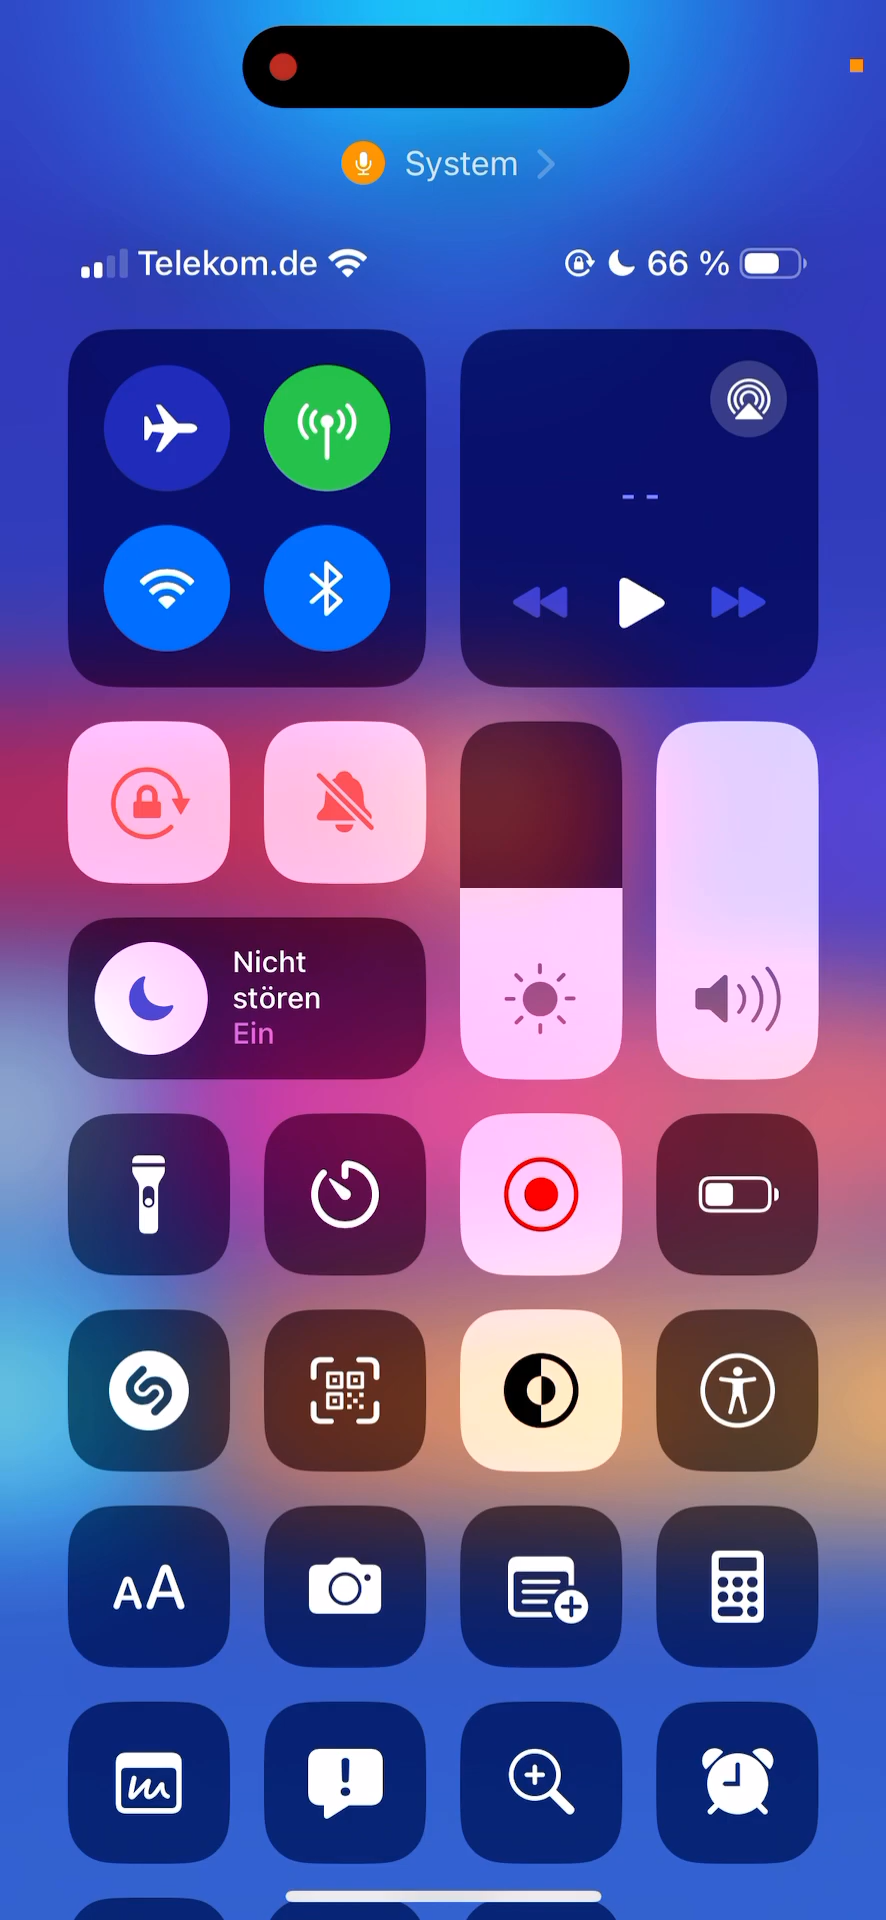 System
Telekom.de 66 %
--
Nicht
stören
Ein
AA